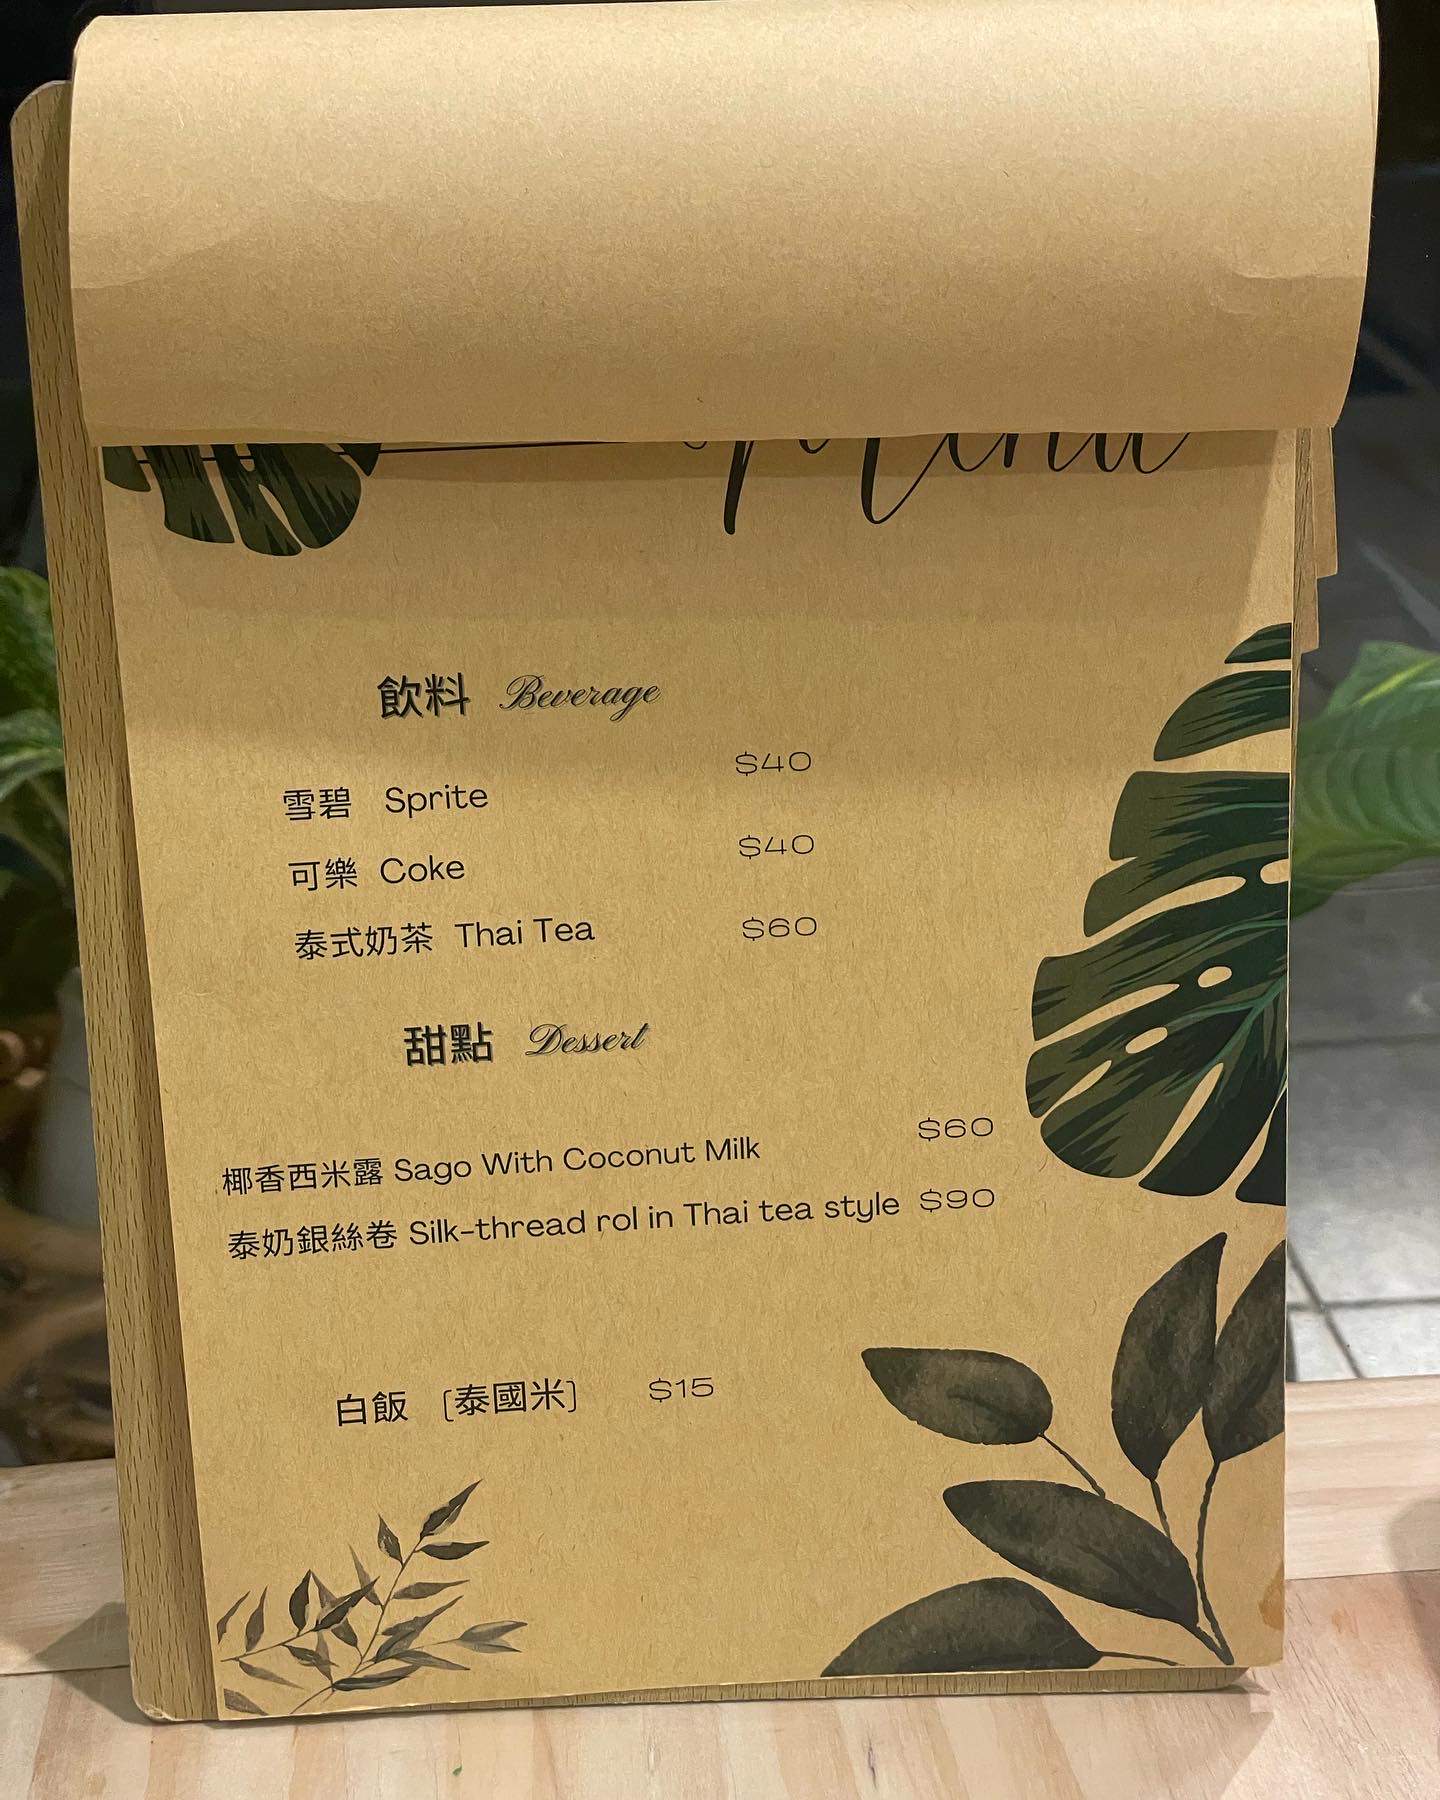 Menu
飲料 Beverage
雪碧 Sprite $40
可樂 Coke $40
泰式奶茶 Thai Tea $60
甜點 Dessert
椰香西米露 Sago With Coconut Milk $60
泰奶銀絲卷 Silk-thread rol in Thai tea style $90
白飯 [泰國米] $15